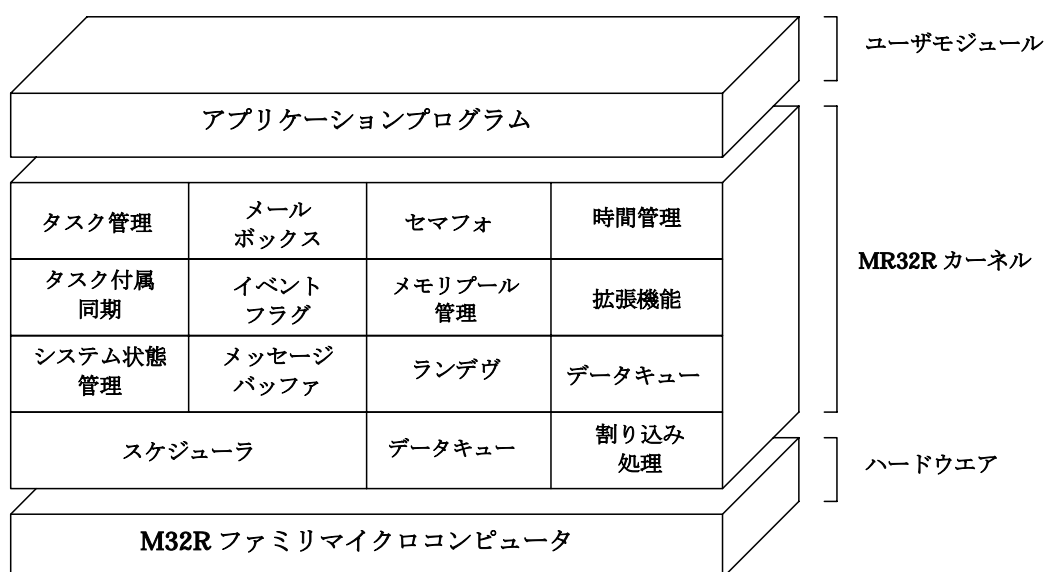 ユーザモジュール
アプリケーションプログラム
タスク管理
メール
ボックス
セマフォ
時間管理
MR32R カーネル
タスク付属
同期
イベント
フラグ
メモリプール
管理
拡張機能
システム状態
管理
メッセージ
バッファ
ランデヴ
データキュー
スケジューラ
データキュー
割り込み
処理
ハードウエア
M32R ファミリマイクロコンピュータ